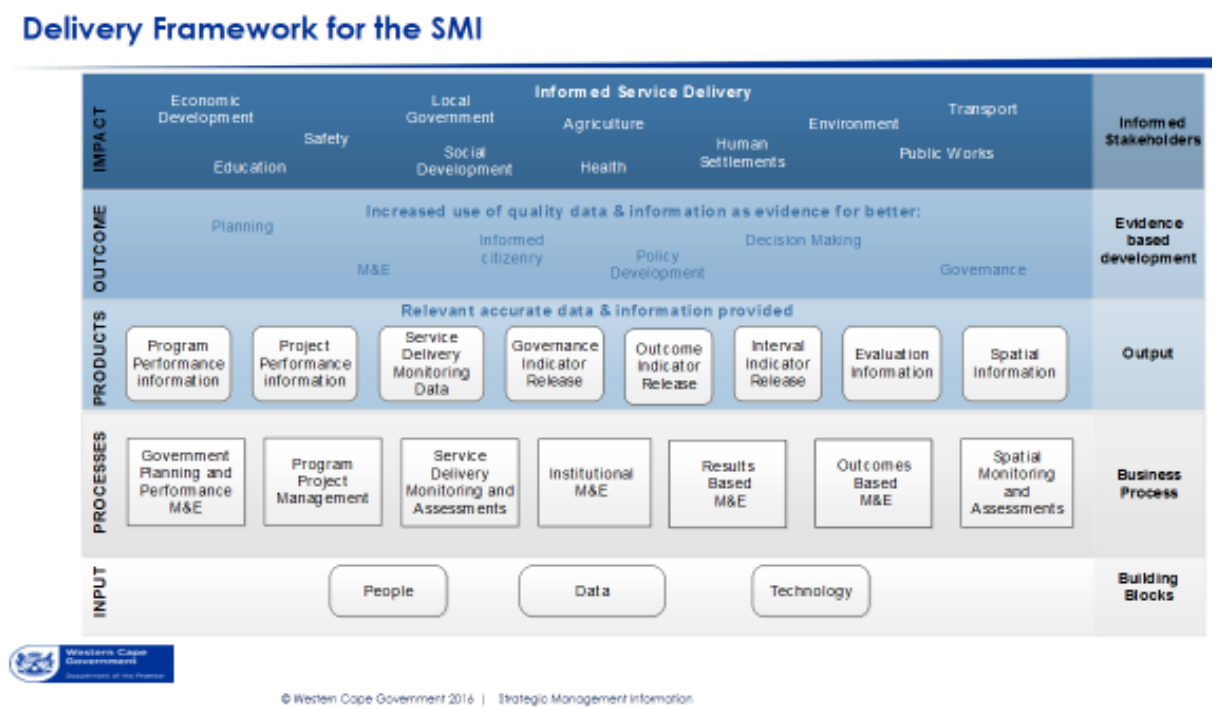 Delivery Framework for the SMI
IMPACT
Informed Service Delivery
Economic
Development
Safety
Education
Local
Government
Social
Development
Agriculture
Health
Human
Settlements
Environment
Public Works
Transport
Informed
Stakeholders
OUTCOME
Increased use of quality data & information as evidence for better:
Planning
M&E
Informed
citizenry
Policy
Development
Decision Making
Governance
Evidence
based
development
PRODUCTS
Relevant accurate data & information provided
Program
Performance
information
Project
Performance
information
Service
Delivery
Monitoring
Data
Governance
Indicator
Release
Outcome
Indicator
Release
Interval
Indicator
Release
Evaluation
Information
Spatial
Information
Output
PROCESSES
Government
Planning and
Performance
M&E
Program
Project
Management
Service
Delivery
Monitoring and
Assessments
Institutional
M&E
Results
Based
M&E
Outcomes
Based
M&E
Spatial
Monitoring
and
Assessments
Business
Process
INPUT
People
Data
Technology
Building
Blocks
Western Cape
Government
Department of the Premier
© Western Cape Government 2016 | Strategic Management Information